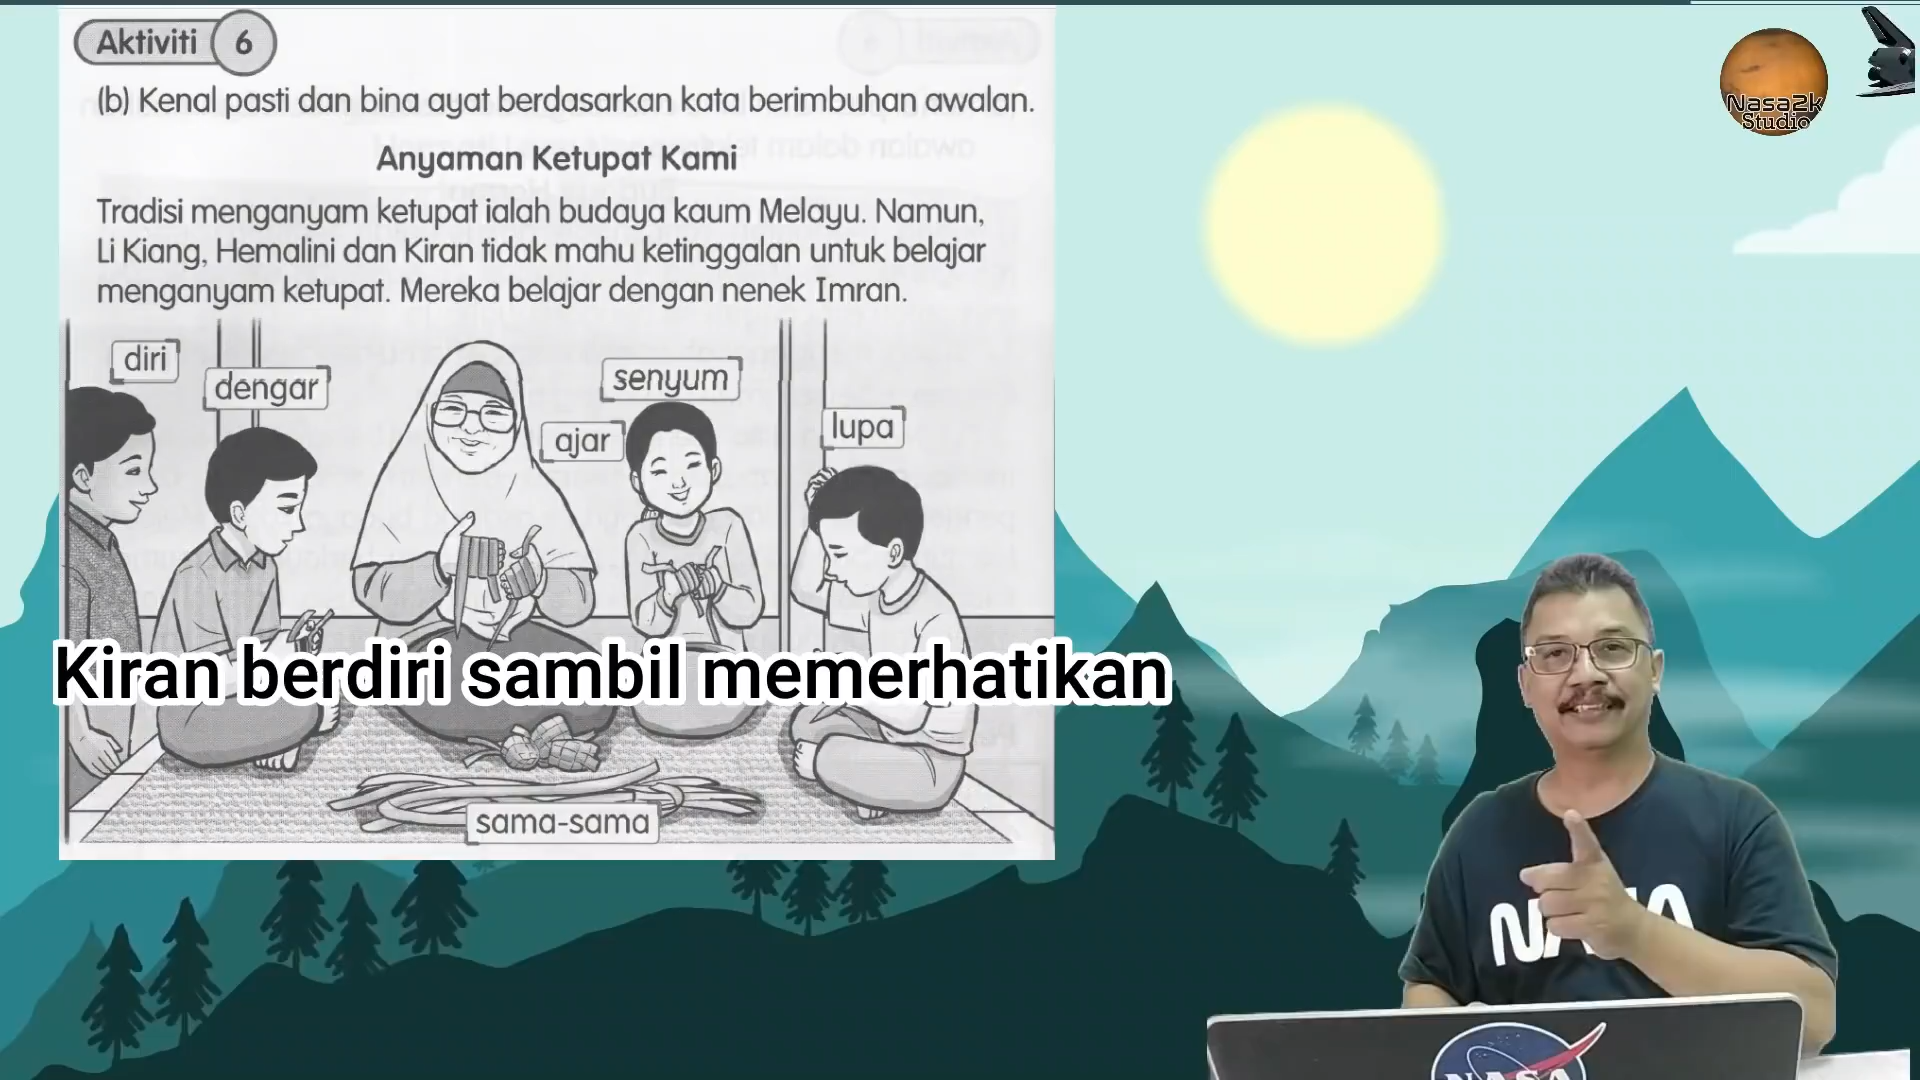 Aktiviti 6
(b) Kenal pasti dan bina ayat berdasarkan kata berimbuhan awalan.
Anyaman Ketupat Kami
Tradisi menganyam ketupat ialah budaya kaum Melayu. Namun,
Li Kiang, Hemalini dan Kiran tidak mahu ketinggalan untuk belajar
menganyam ketupat. Mereka belajar dengan nenek Imran.
diri
dengar
senyum
ajar
lupa
Kiran berdiri sambil memerhatikan
sama-sama
Nasa2k
Studio
NASA